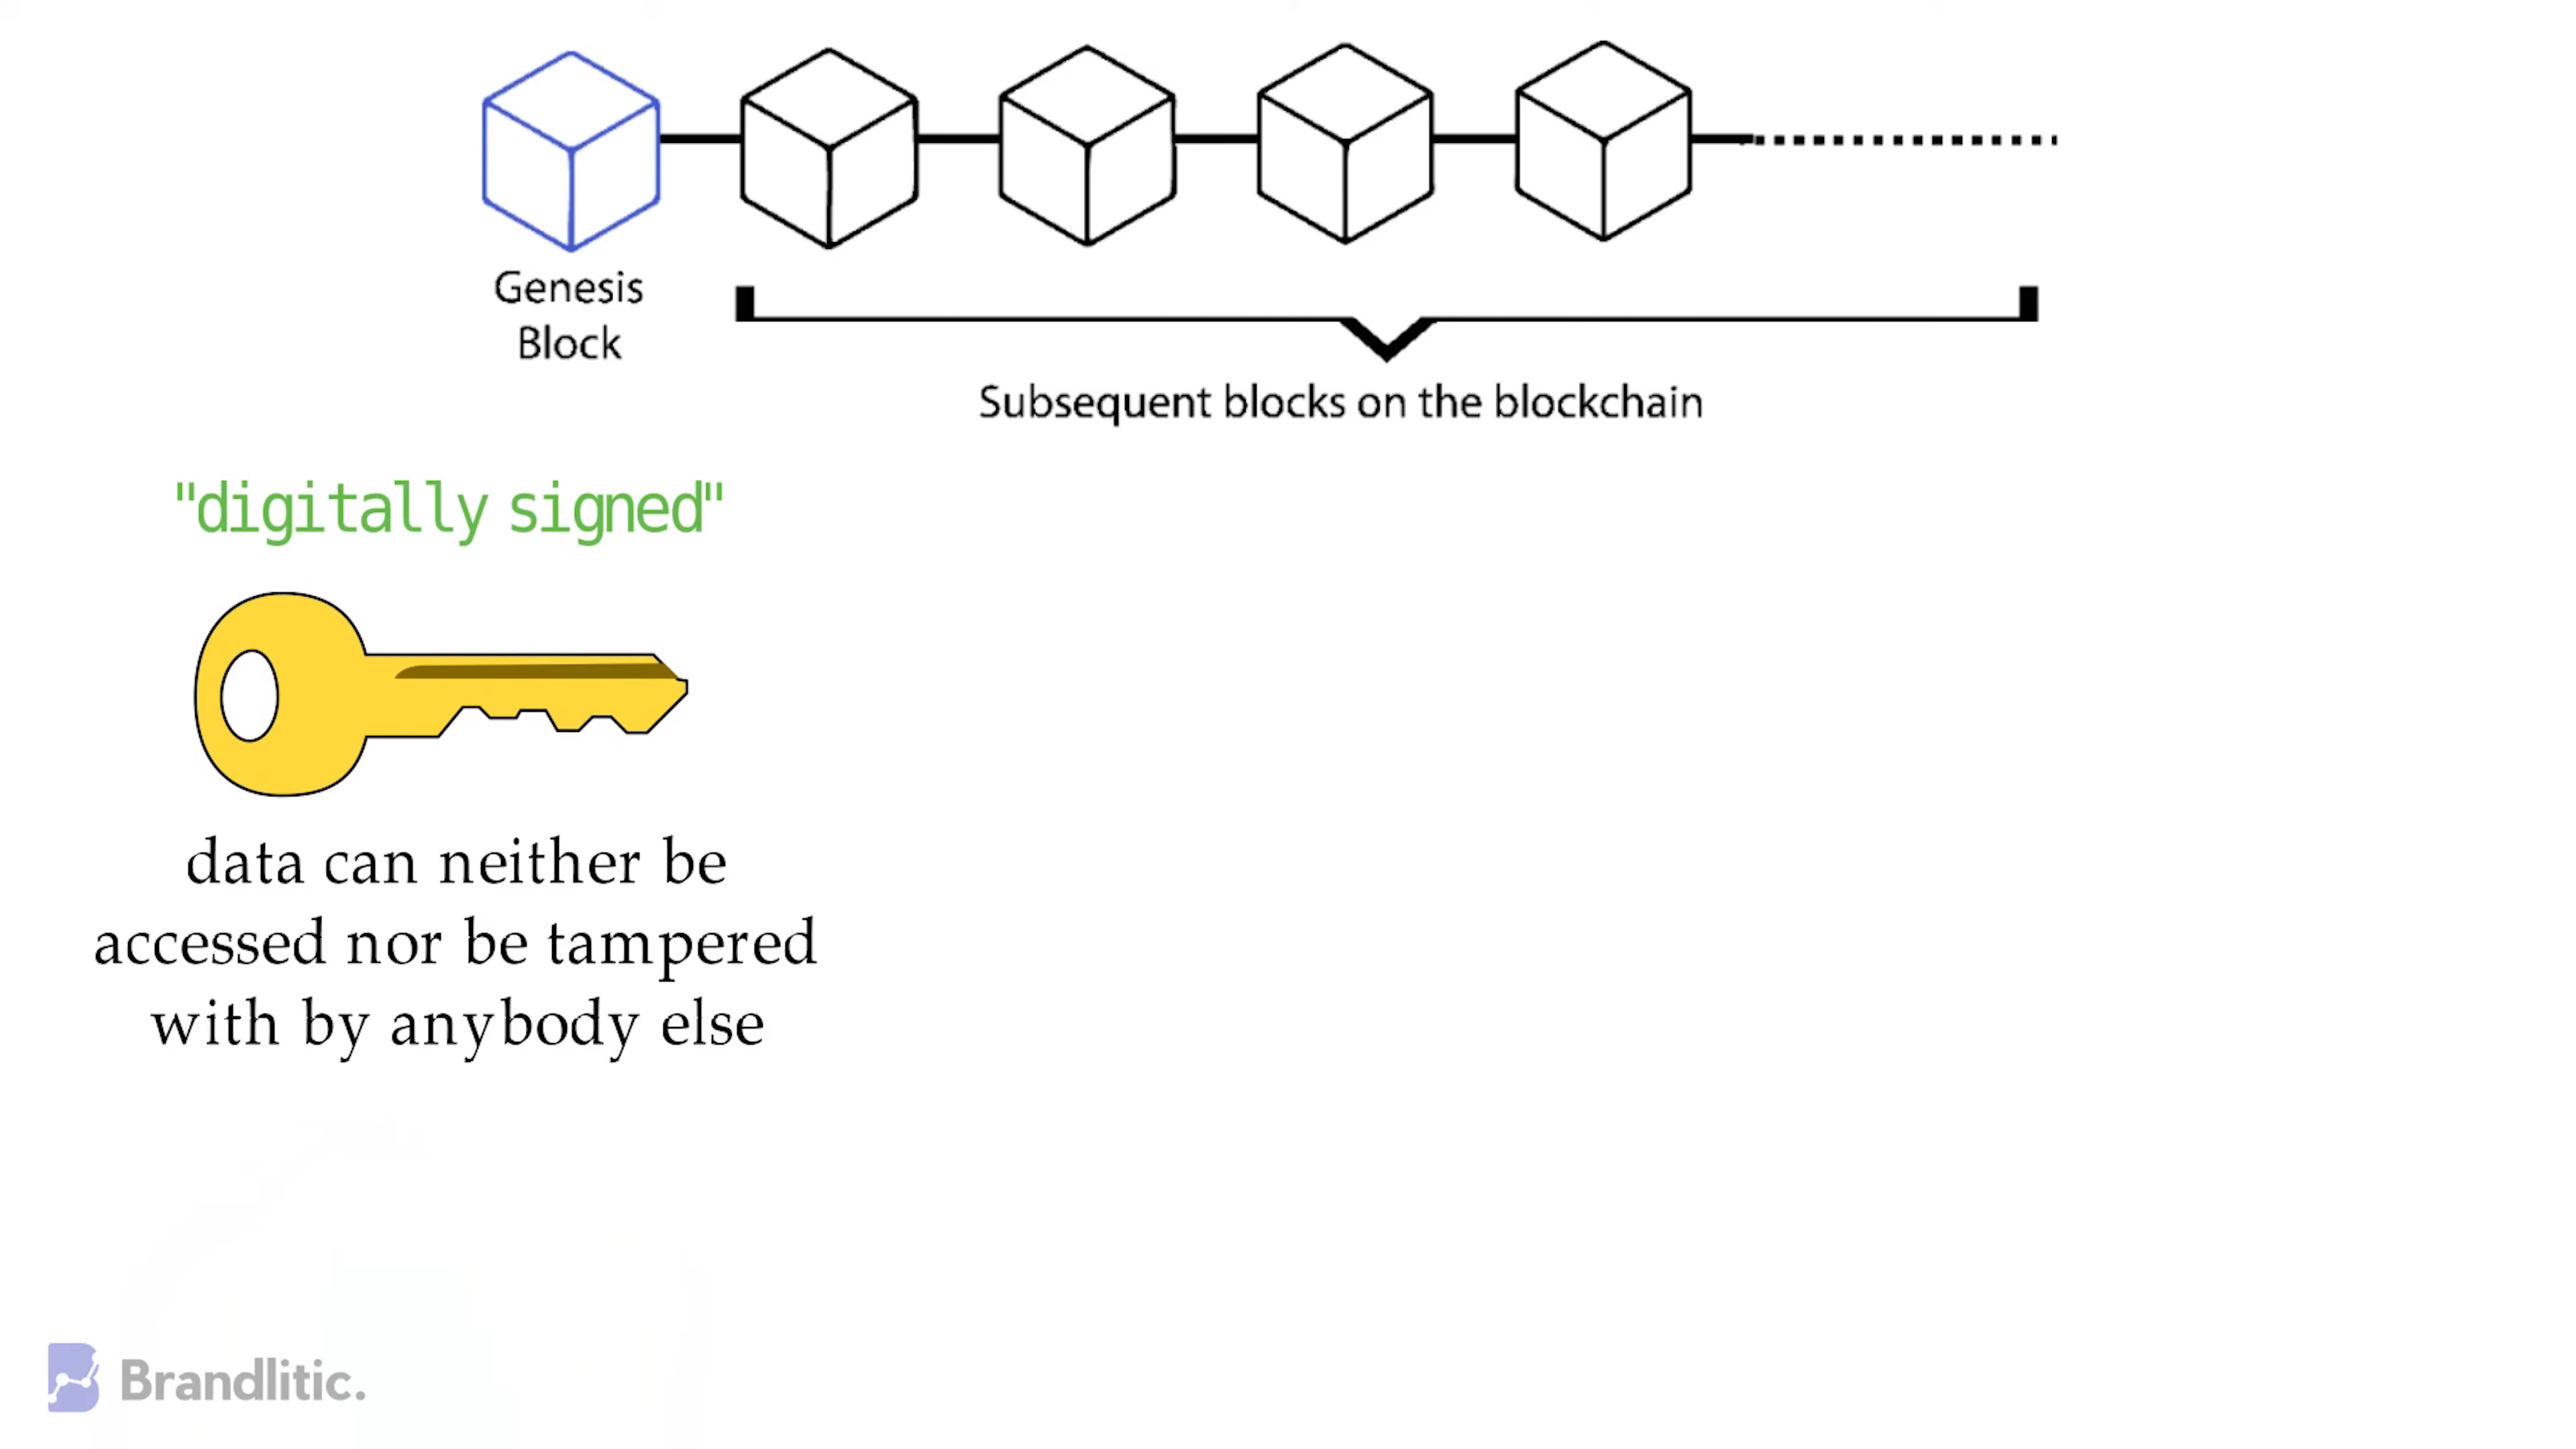 Genesis
Block
Subsequent blocks on the blockchain
"digitally signed"
data can neither be
accessed nor be tampered
with by anybody else
Brandlitic.